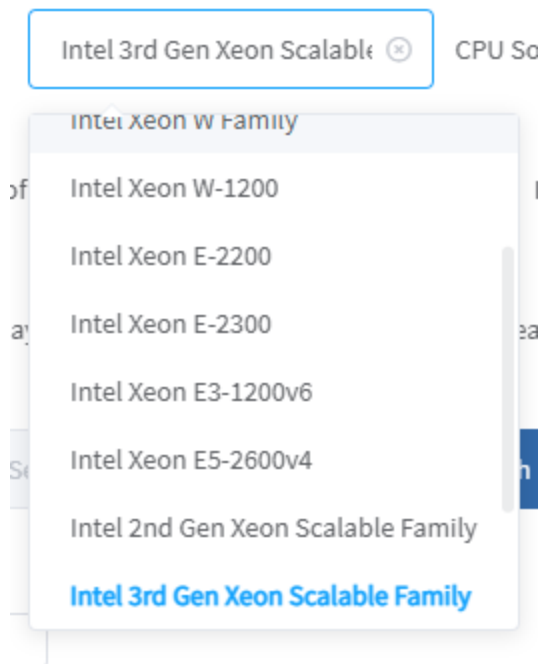 Intel 3rd Gen Xeon Scalable
CPU So
Intel Xeon W Family
Intel Xeon W-1200
of
Intel Xeon E-2200
Intel Xeon E-2300
Intel Xeon E3-1200v6
Intel Xeon E5-2600v4
Se
h
Intel 2nd Gen Xeon Scalable Family
Intel 3rd Gen Xeon Scalable Family